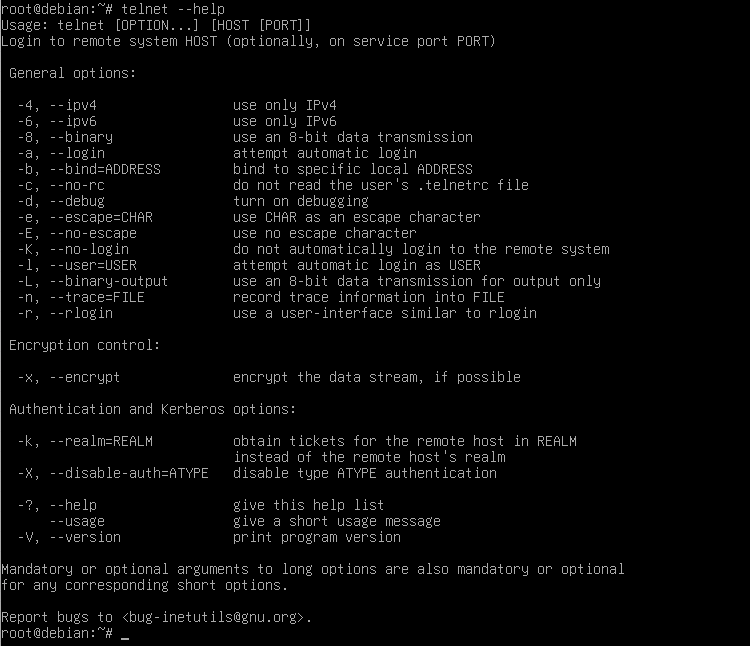 root@debian:~# telnet --help
Usage: telnet [OPTION...] [HOST [PORT]]
Login to remote system HOST (optionally, on service port PORT)
General options:
-4, --ipv4 use only IPv4
-6, --ipv6 use only IPv6
-8, --binary use an 8-bit data transmission
-a, --login attempt automatic login
-b, --bind=ADDRESS bind to specific local ADDRESS
-c, --no-rc do not read the user's .telnetrc file
-d, --debug turn on debugging
-e, --escape=CHAR use CHAR as an escape character
-E, --no-escape use no escape character
-K, --no-login do not automatically login to the remote system
-l, --user=USER attempt automatic login as USER
-L, --binary-output use an 8-bit data transmission for output only
-n, --trace=FILE record trace information into FILE
-r, --rlogin use a user-interface similar to rlogin
Encryption control:
-x, --encrypt encrypt the data stream, if possible
Authentication and Kerberos options:
-k, --realm=REALM obtain tickets for the remote host in REALM
instead of the remote host's realm
-X, --disable-auth=ATYPE disable type ATYPE authentication
-?, --help give this help list
--usage give a short usage message
-V, --version print program version
Mandatory or optional arguments to long options are also mandatory or optional
for any corresponding short options.
Report bugs to <bug-inetutils@gnu.org>.
root@debian:~# _